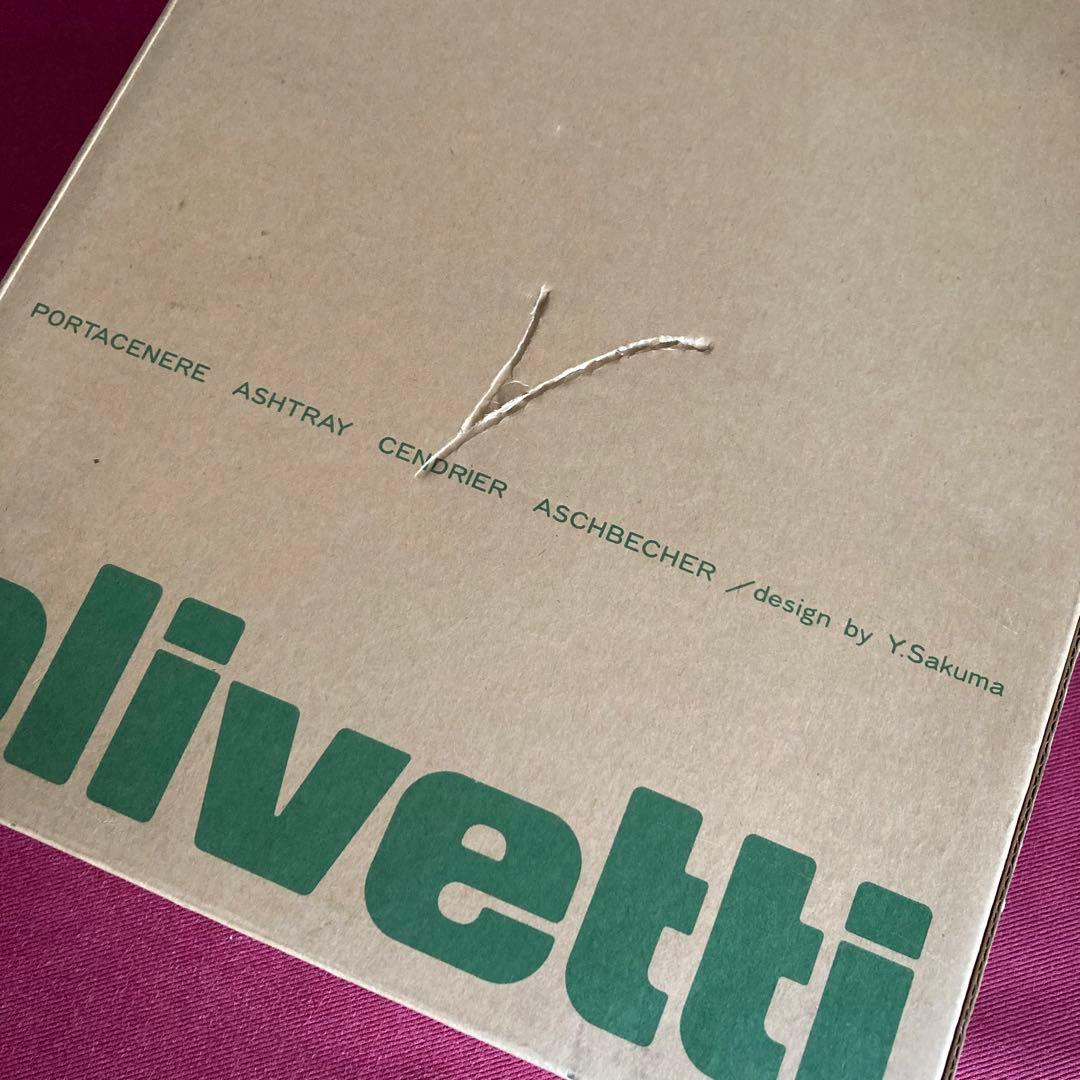 PORTACENERE ASHTRAY CENDRIER ASCHBECHER /design by Y.Sakuma
olivetti